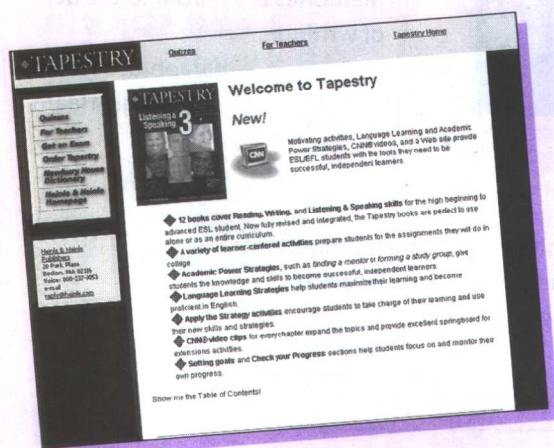 TAPESTRY
Quizzes
For Teachers
Tapestry Home
Quizzes
For Teachers
Get an Exam
Order Tapestry
Newbury House
Dictionary
Heinle & Heinle
Homepage
Heinle & Heinle
Publishers
20 Park Plaza
Boston, MA 02116
Voice: 800-237-0053
e-mail
reply@heinle.com
TAPESTRY
Listening &
Speaking 3
Welcome to Tapestry
New!
CNN
Motivating activities, Language Learning and Academic
Power Strategies, CNN® videos, and a Web site provide
ESL/EFL students with the tools they need to be
successful, independent learners.
12 books cover Reading, Writing, and Listening & Speaking skills for the high beginning to
advanced ESL student. Now fully revised and integrated, the Tapestry books are perfect to use
alone or as an entire curriculum.
A variety of learner-centered activities prepare students for the assignments they will do in
college.
Academic Power Strategies, such as finding a mentor or forming a study group, give
students the knowledge and skills to become successful, independent learners.
Language Learning Strategies help students maximize their learning and become
proficient in English.
Apply the Strategy activities encourage students to take charge of their learning and use
their new skills and strategies.
CNN® video clips for every chapter expand the topics and provide excellent springboard for
extensions activities.
Setting goals and Check your Progress sections help students focus on and monitor their
own progress.
Show me the Table of Contents!